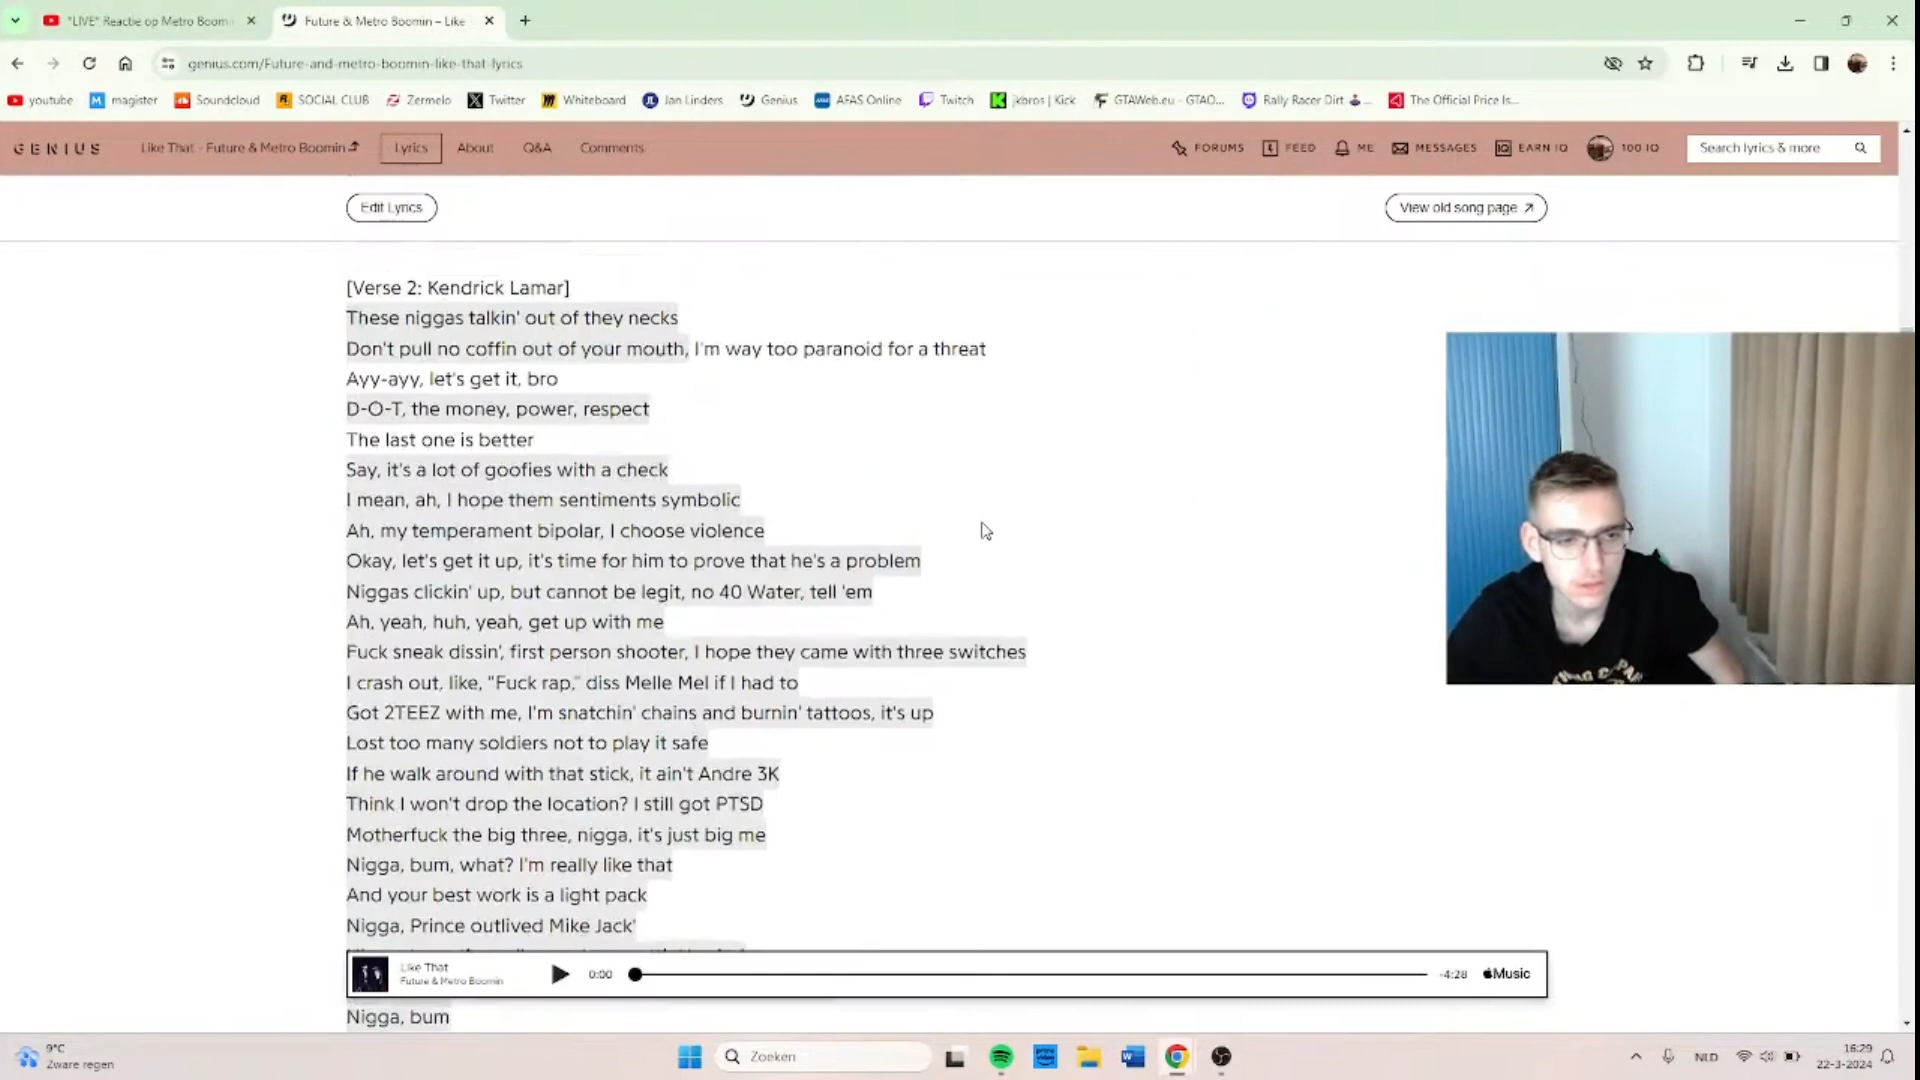 "LIVE" Reactie op Metro Boom
Future & Metro Boomin – Like
genius.com/Future-and-metro-boomin-like-that-lyrics
youtube
magister
Soundcloud
SOCIAL CLUB
Zermelo
Twitter
Whiteboard
Jan Linders
Genius
AFAS Online
Twitch
jkbros | Kick
GTAWeb.eu - GTAO...
Rally Racer Dirt
The Official Price Is...
GENIUS
Like That - Future & Metro Boomin
Lyrics
About
Q&A
Comments
FORUMS
FEED
ME
MESSAGES
EARN IQ
100 IQ
Search lyrics & more
Edit Lyrics
View old song page
[Verse 2: Kendrick Lamar]
These niggas talkin' out of they necks
Don't pull no coffin out of your mouth, I'm way too paranoid for a threat
Ayy-ayy, let's get it, bro
D-O-T, the money, power, respect
The last one is better
Say, it's a lot of goofies with a check
I mean, ah, I hope them sentiments symbolic
Ah, my temperament bipolar, I choose violence
Okay, let's get it up, it's time for him to prove that he's a problem
Niggas clickin' up, but cannot be legit, no 40 Water, tell 'em
Ah, yeah, huh, yeah, get up with me
Fuck sneak dissin', first person shooter, I hope they came with three switches
I crash out, like, "Fuck rap," diss Melle Mel if I had to
Got 2TEEZ with me, I'm snatchin' chains and burnin' tattoos, it's up
Lost too many soldiers not to play it safe
If he walk around with that stick, it ain't Andre 3K
Think I won't drop the location? I still got PTSD
Motherfuck the big three, nigga, it's just big me
Nigga, bum, what? I'm really like that
And your best work is a light pack
Nigga, Prince outlived Mike Jack'
Like That
Future & Metro Boomin
0:00
-4:28
Music
Nigga, bum
9°C
Zware regen
Zoeken
prime video
NLD
16:29
22-3-2024